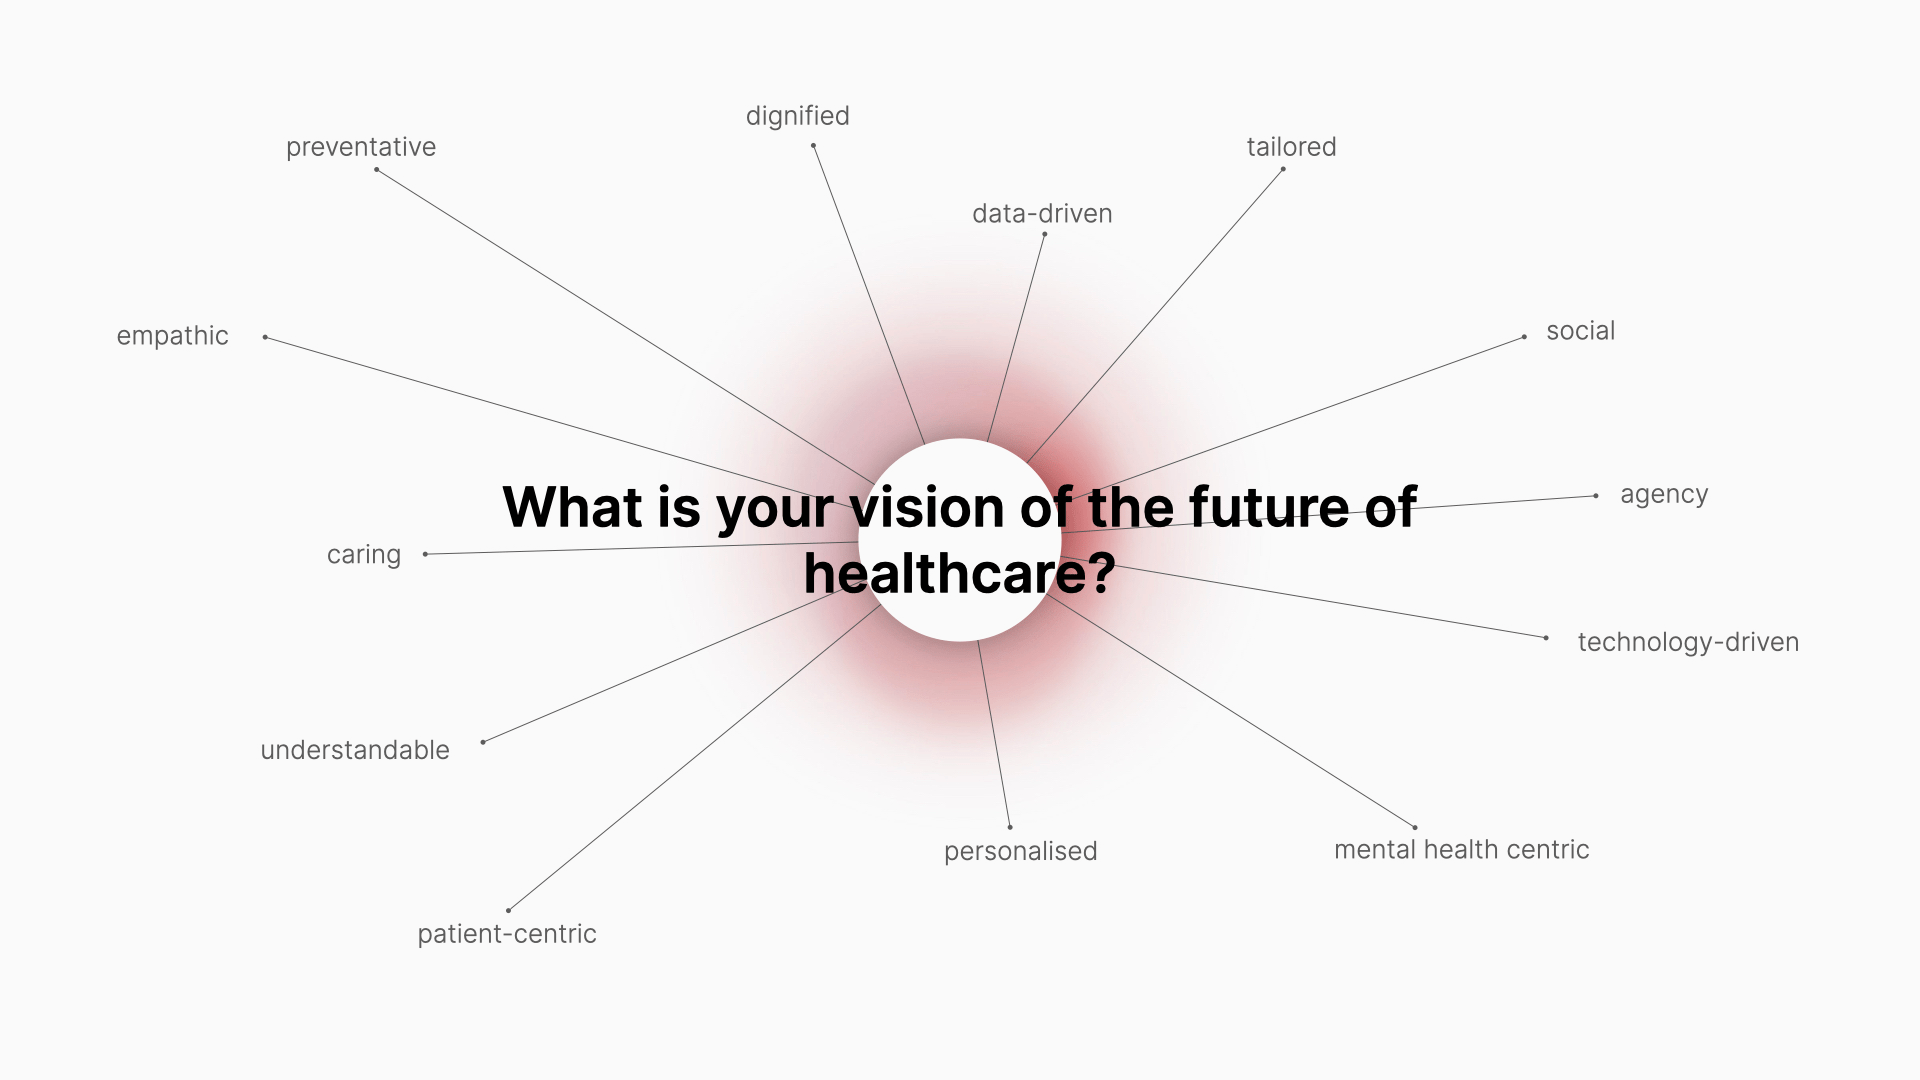 dignified
preventative
tailored
data-driven
empathic
social
agency
What is your vision of the future of
healthcare?
caring
technology-driven
understandable
personalised
mental health centric
patient-centric